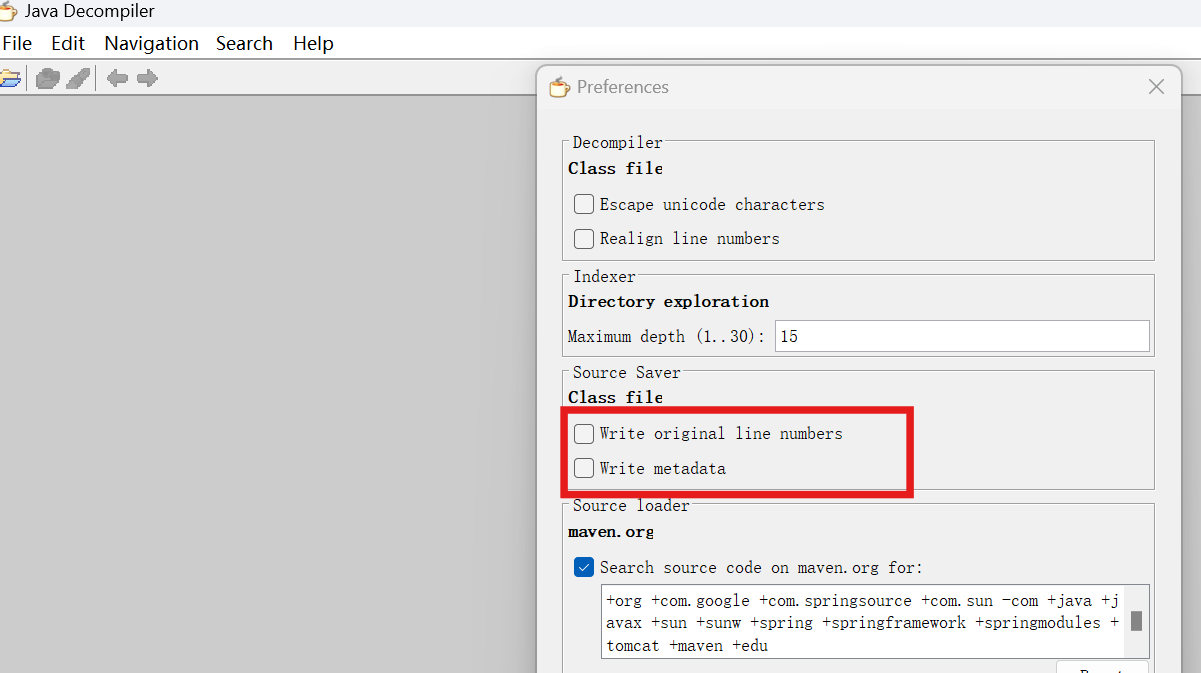 Java Decompiler
File Edit Navigation Search Help
Preferences
Decompiler
Class file
Escape unicode characters
Realign line numbers
Indexer
Directory exploration
Maximum depth (1..30): 15
Source Saver
Class file
Write original line numbers
Write metadata
Source loader
maven.org
Search source code on maven.org for:
+org +com.google +com.springsource +com.sun -com +java +j
avax +sun +sunw +spring +springframework +springmodules +
tomcat +maven +edu